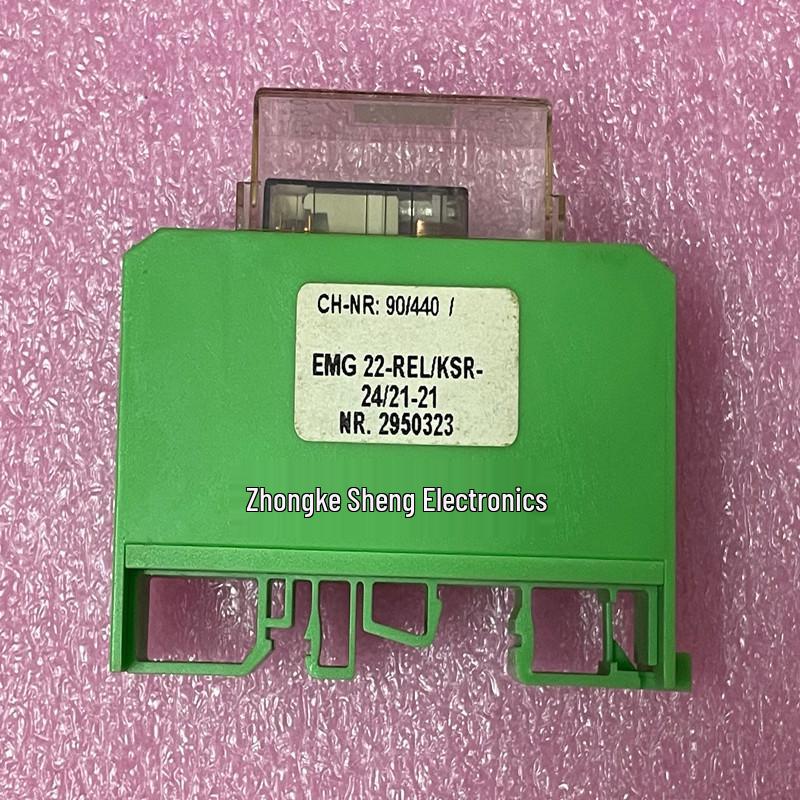 CH-NR: 90/440 /
EMG 22-REL/KSR-
24/21-21
NR. 2950323
Zhongke Sheng Electronics